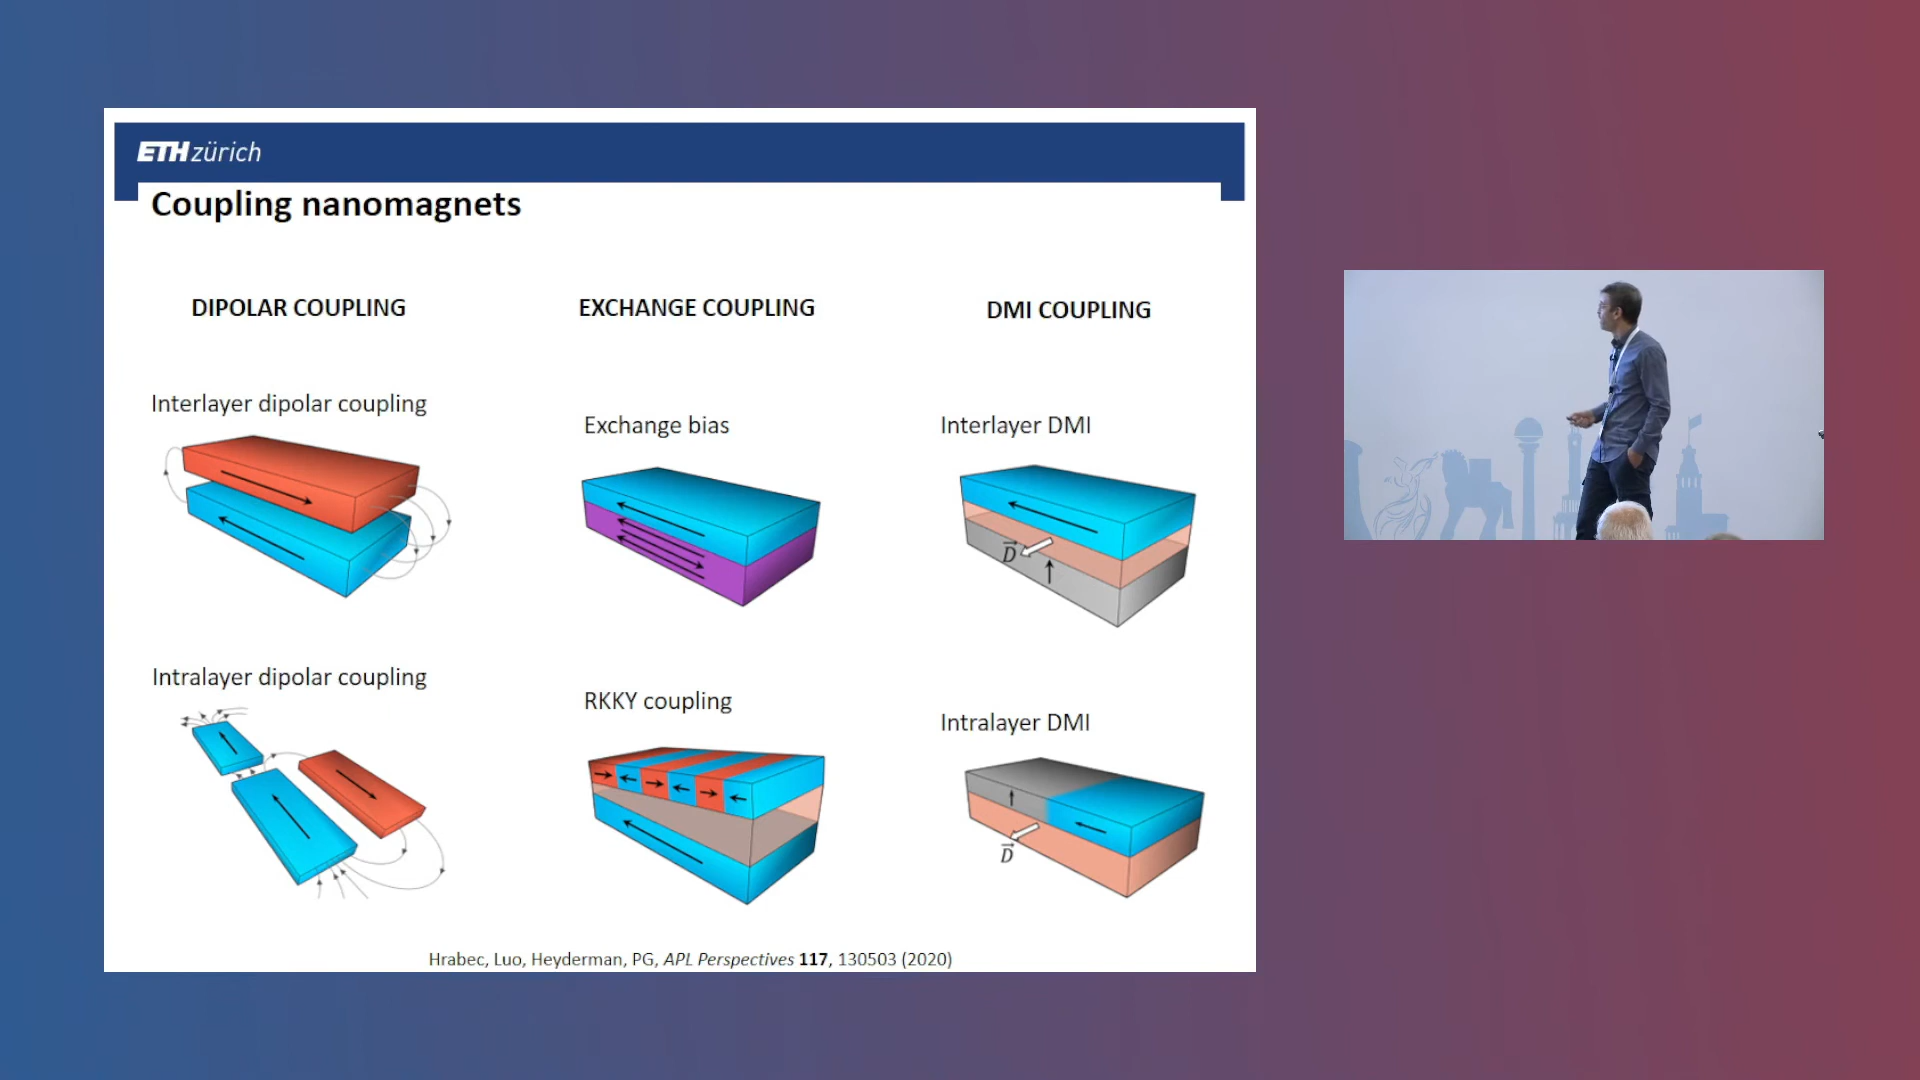 ETH zürich
Coupling nanomagnets
DIPOLAR COUPLING
Interlayer dipolar coupling
Intralayer dipolar coupling
EXCHANGE COUPLING
Exchange bias
RKKY coupling
DMI COUPLING
Interlayer DMI
D
Intralayer DMI
D
Hrabec, Luo, Heyderman, PG, APL Perspectives 117, 130503 (2020)